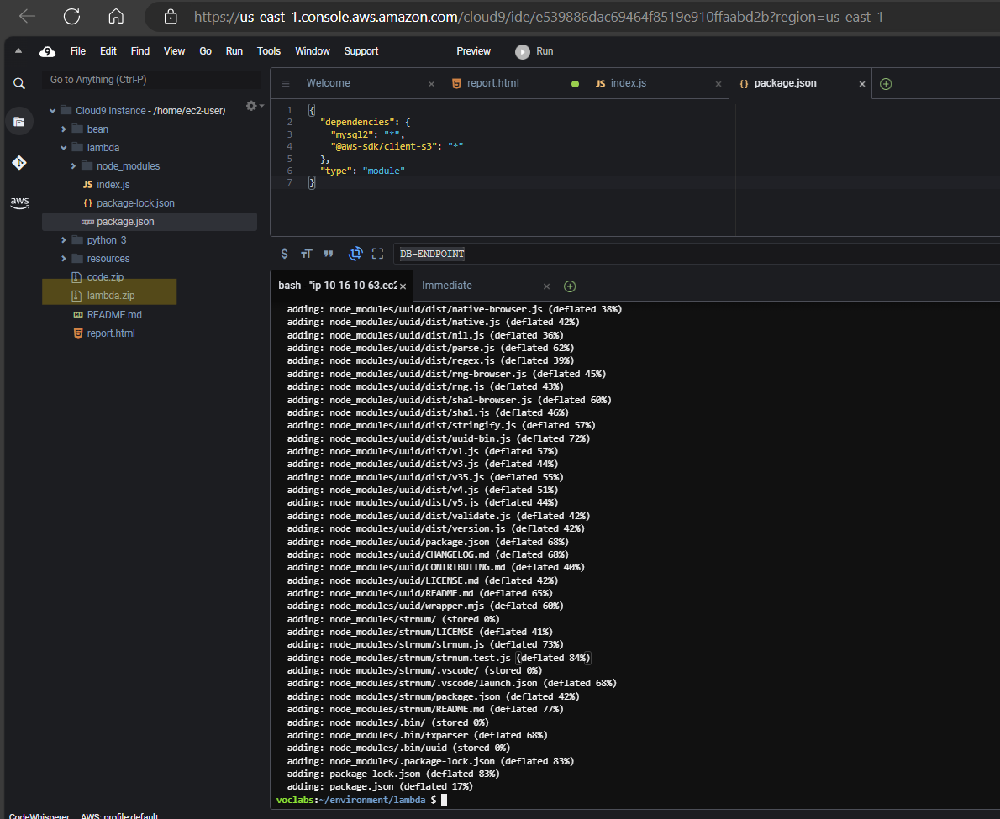 https://us-east-1.console.aws.amazon.com/cloud9/ide/e539886dac69464f8519e910ffaabd2b?region=us-east-1
9 File Edit Find View Go Run Tools Window Support Preview Run
Go to Anything (Ctrl-P)
Cloud9 Instance - /home/ec2-user/
bean
lambda
node_modules
JS index.js
{} package-lock.json
package.json
python_3
resources
code.zip
lambda.zip
README.md
report.html
aws
Welcome × report.html JS index.js × {} package.json ×
1 {
2 "dependencies": {
3 "mysql2": "*",
4 "@aws-sdk/client-s3": "*"
5 },
6 "type": "module"
7 }
DB-ENDPOINT
bash - "ip-10-16-10-63.ec2 × Immediate ×
adding: node_modules/uuid/dist/native-browser.js (deflated 38%)
adding: node_modules/uuid/dist/native.js (deflated 42%)
adding: node_modules/uuid/dist/nil.js (deflated 36%)
adding: node_modules/uuid/dist/parse.js (deflated 62%)
adding: node_modules/uuid/dist/regex.js (deflated 39%)
adding: node_modules/uuid/dist/rng-browser.js (deflated 45%)
adding: node_modules/uuid/dist/rng.js (deflated 43%)
adding: node_modules/uuid/dist/sha1-browser.js (deflated 60%)
adding: node_modules/uuid/dist/sha1.js (deflated 46%)
adding: node_modules/uuid/dist/stringify.js (deflated 57%)
adding: node_modules/uuid/dist/uuid-bin.js (deflated 72%)
adding: node_modules/uuid/dist/v1.js (deflated 57%)
adding: node_modules/uuid/dist/v3.js (deflated 44%)
adding: node_modules/uuid/dist/v35.js (deflated 55%)
adding: node_modules/uuid/dist/v4.js (deflated 51%)
adding: node_modules/uuid/dist/v5.js (deflated 44%)
adding: node_modules/uuid/dist/validate.js (deflated 42%)
adding: node_modules/uuid/dist/version.js (deflated 42%)
adding: node_modules/uuid/package.json (deflated 68%)
adding: node_modules/uuid/CHANGELOG.md (deflated 68%)
adding: node_modules/uuid/CONTRIBUTING.md (deflated 40%)
adding: node_modules/uuid/LICENSE.md (deflated 42%)
adding: node_modules/uuid/README.md (deflated 65%)
adding: node_modules/uuid/wrapper.mjs (deflated 60%)
adding: node_modules/strnum/ (stored 0%)
adding: node_modules/strnum/LICENSE (deflated 41%)
adding: node_modules/strnum/strnum.js (deflated 73%)
adding: node_modules/strnum/strnum.test.js (deflated 84%)
adding: node_modules/strnum/.vscode/ (stored 0%)
adding: node_modules/strnum/.vscode/launch.json (deflated 68%)
adding: node_modules/strnum/package.json (deflated 42%)
adding: node_modules/strnum/README.md (deflated 77%)
adding: node_modules/.bin/ (stored 0%)
adding: node_modules/.bin/fxparser (deflated 68%)
adding: node_modules/.bin/uuid (stored 0%)
adding: node_modules/.package-lock.json (deflated 83%)
adding: package-lock.json (deflated 83%)
adding: package.json (deflated 17%)
voclabs:~/environment/lambda $
CodeWhisperer AWS: profile:default